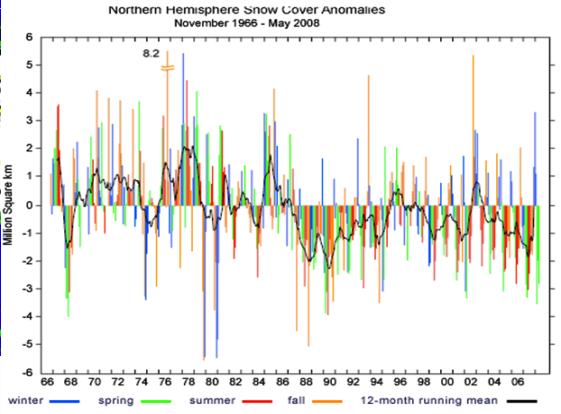 Northern Hemisphere Snow Cover Anomalies
November 1966 - May 2008
8.2
6
5
4
3
2
1
0
-1
-2
-3
-4
-5
-6
Million Square km
66 68 70 72 74 76 78 80 82 84 86 88 90 92 94 96 98 00 02 04 06
winter spring summer fall 12-month running mean